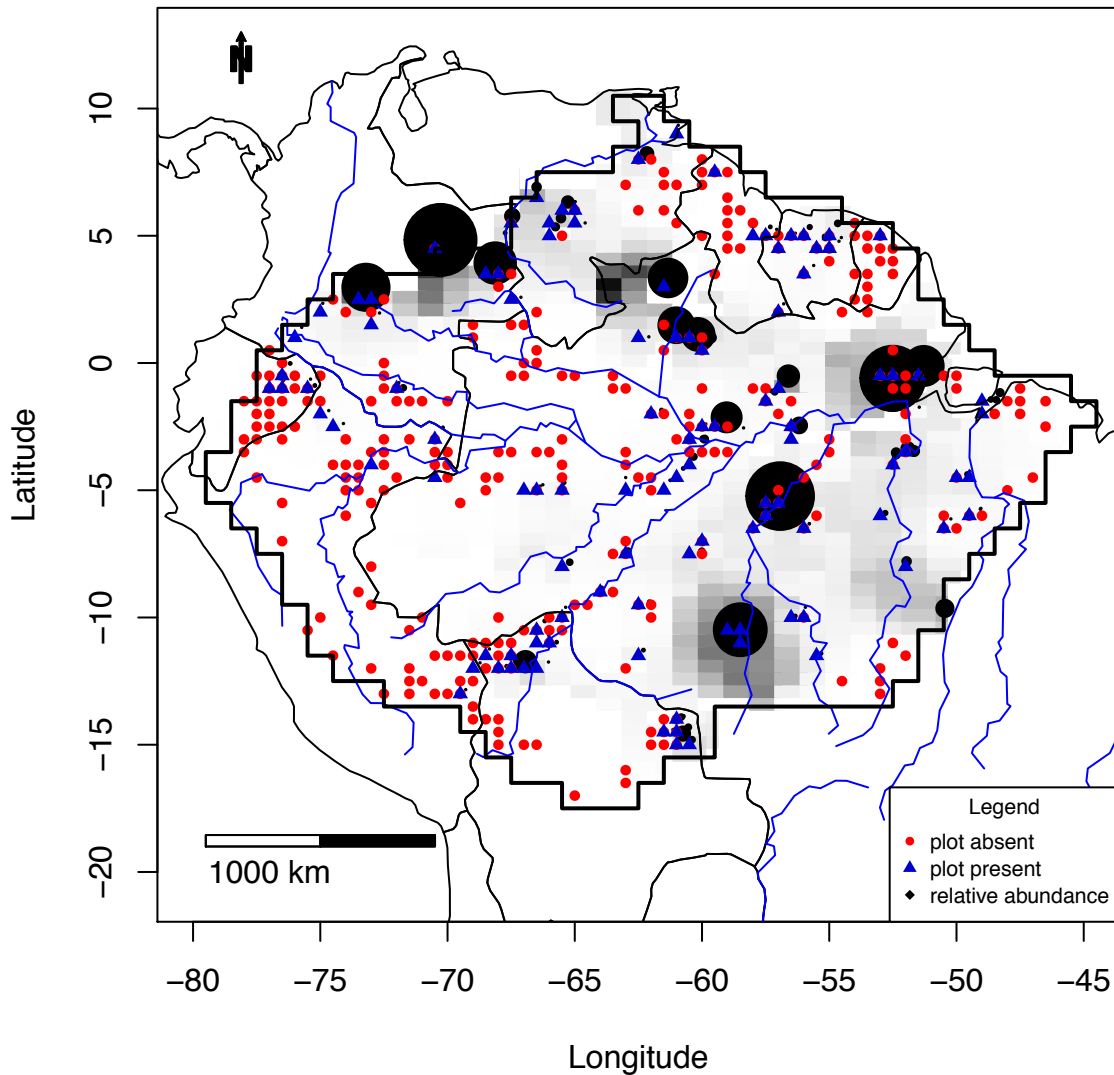 N
10
5
0
−5
−10
−15
−20
Latitude
1000 km
Legend
plot absent
plot present
relative abundance
−80 −75 −70 −65 −60 −55 −50 −45
Longitude